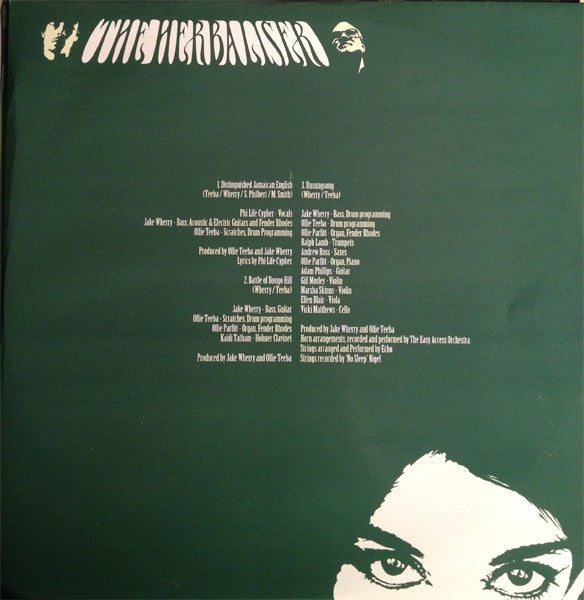 THE HERBALISER
1. Distinguished Jamaican English
(Teeba / Wherry / S. Philbert / M. Smith)
Phi Life Cypher - Vocals
Jake Wherry - Bass, Acoustic & Electric Guitars and Fender Rhodes
Ollie Teeba - Scratches, Drum Programming
Produced by Ollie Teeba and Jake Wherry
Lyrics by Phi Life Cypher
2. Battle of Bongo Hill
(Wherry / Teeba)
Jake Wherry - Bass, Guitar
Ollie Teeba - Scratches, Drum programming
Ollie Parfitt - Organ, Fender Rhodes
Kaidi Tatham - Hohner Clavinet
Produced by Jake Wherry and Ollie Teeba
3. Unsungsong
(Wherry / Teeba)
Jake Wherry - Bass, Drum programming
Ollie Teeba - Drum programming
Ollie Parfitt - Organ, Fender Rhodes
Ralph Lamb - Trumpets
Andrew Ross - Saxes
Ollie Parfitt - Organ, Piano
Adam Phillips - Guitar
Gill Morley - Violin
Marsha Skinns - Violin
Ellen Blair - Viola
Vicki Matthews - Cello
Produced by Jake Wherry and Ollie Teeba
Horn arrangements, recorded and performed by The Easy Access Orchestra
Strings arranged and Performed by Echo
Strings recorded by 'No Sleep' Nigel